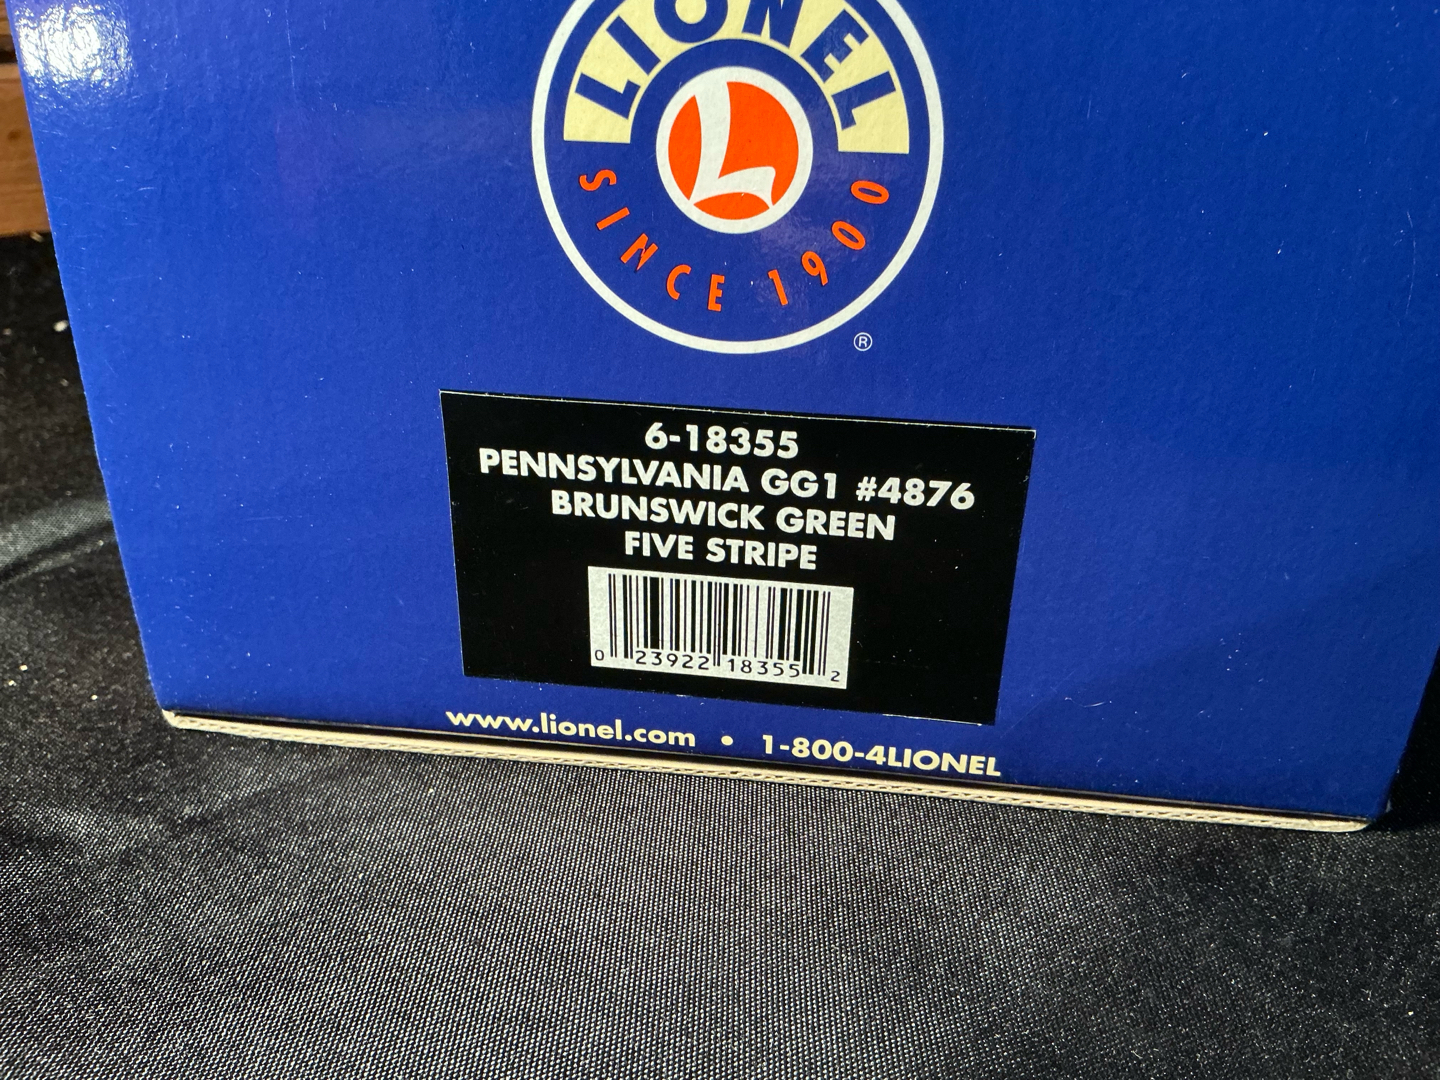 LIONEL
L
SINCE 1900
®
6-18355
PENNSYLVANIA GG1 #4876
BRUNSWICK GREEN
FIVE STRIPE
0 23922 18355 2
www.lionel.com • 1-800-4LIONEL